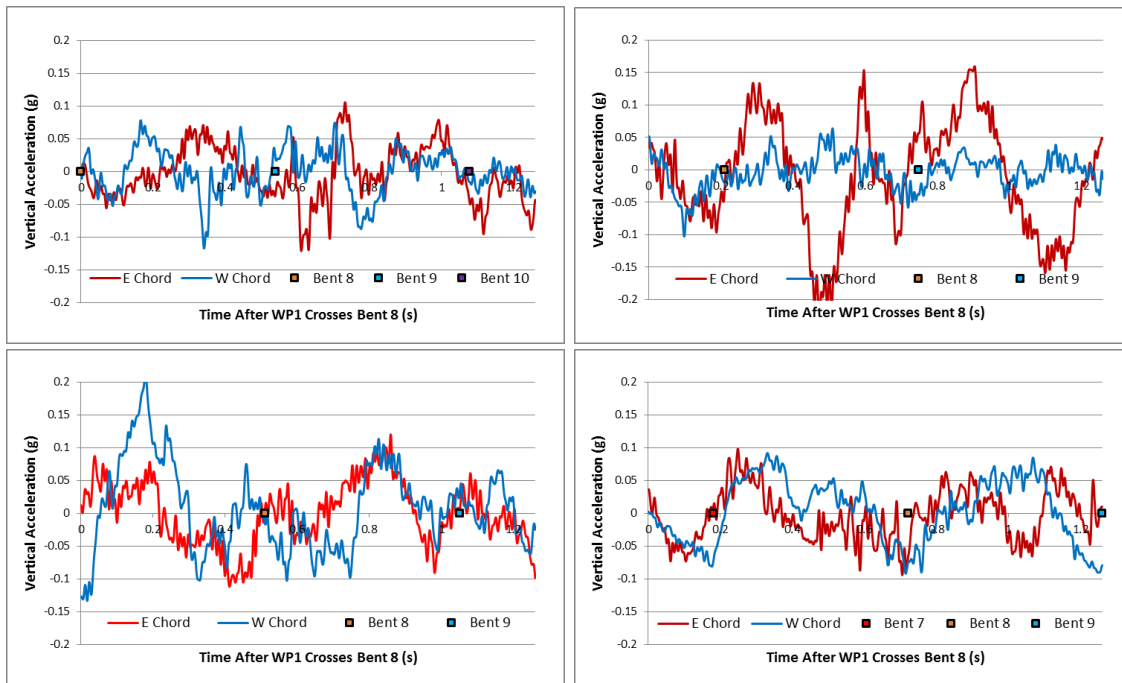 0.2
0.15
0.1
0.05
0
-0.05
-0.1
-0.15
-0.2
0 0.2 0.4 0.6 0.8 1 1.2
Vertical Acceleration (g)
E Chord W Chord Bent 8 Bent 9 Bent 10
Time After WP1 Crosses Bent 8 (s)
0.2
0.15
0.1
0.05
0
-0.05
-0.1
-0.15
-0.2
0 0.2 0.4 0.6 0.8 1 1.2
Vertical Acceleration (g)
E Chord W Chord Bent 8 Bent 9
Time After WP1 Crosses Bent 8 (s)
0.2
0.15
0.1
0.05
0
-0.05
-0.1
-0.15
-0.2
0 0.2 0.4 0.6 0.8 1 1.2
Vertical Acceleration (g)
E Chord W Chord Bent 8 Bent 9
Time After WP1 Crosses Bent 8 (s)
0.2
0.15
0.1
0.05
0
-0.05
-0.1
-0.15
-0.2
0 0.2 0.4 0.6 0.8 1 1.2
Vertical Acceleration (g)
E Chord W Chord Bent 7 Bent 8 Bent 9
Time After WP1 Crosses Bent 8 (s)